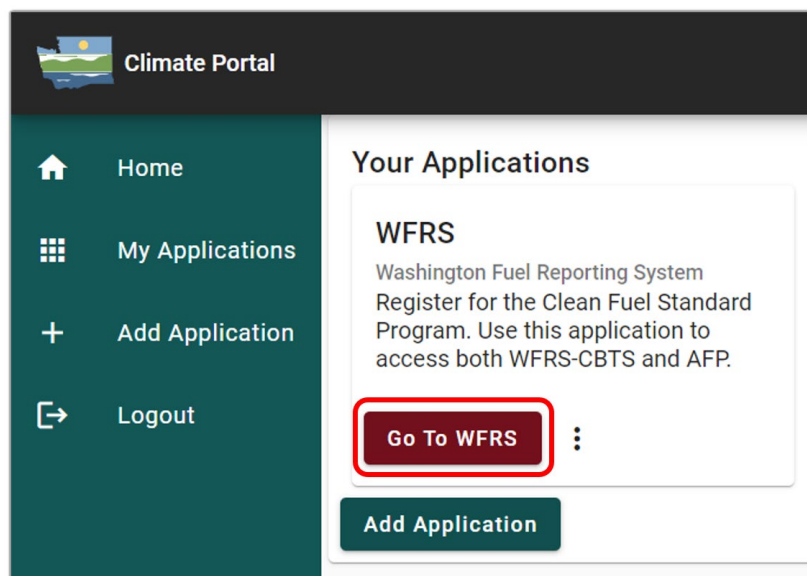 Climate Portal
Home
My Applications
Add Application
Logout
Your Applications
WFRS
Washington Fuel Reporting System
Register for the Clean Fuel Standard
Program. Use this application to
access both WFRS-CBTS and AFP.
Go To WFRS
Add Application